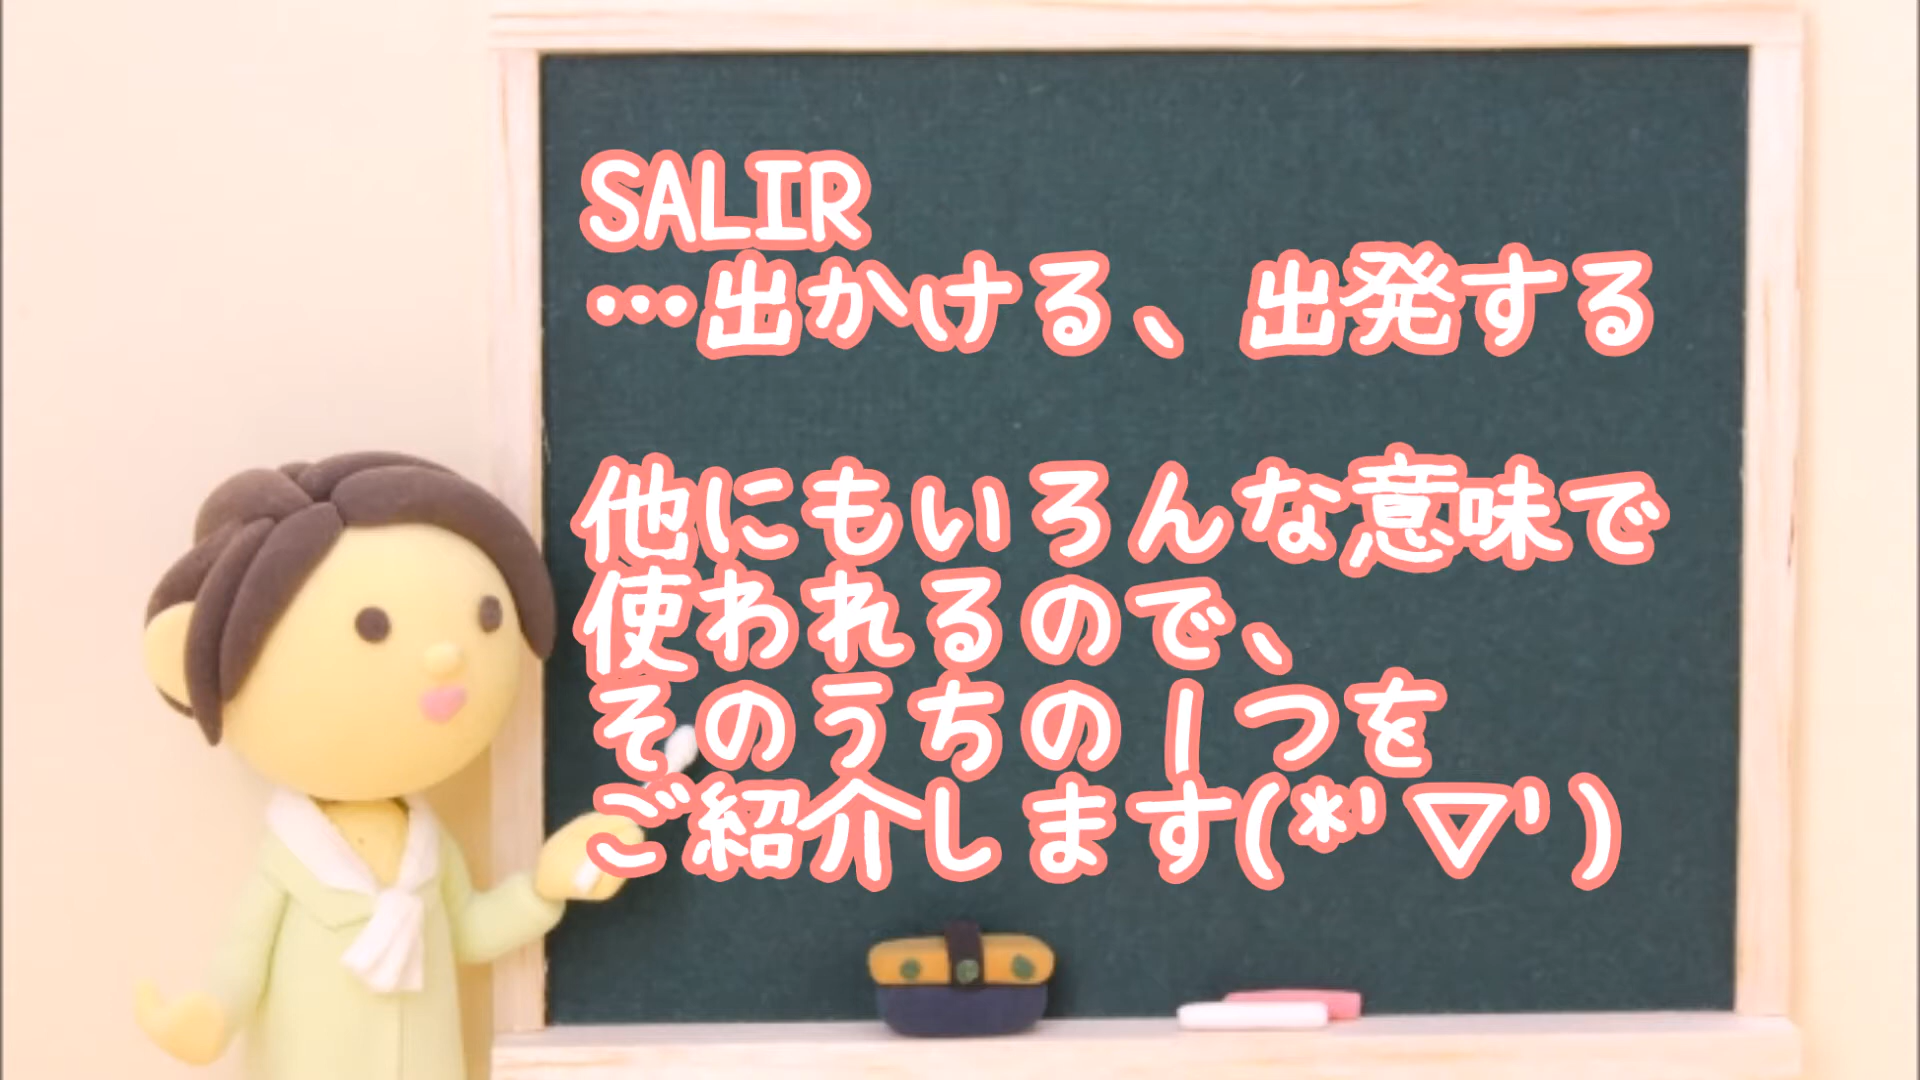 SALIR
…出かける、出発する
他にもいろんな意味で
使われるので、
そのうちの1つを
ご紹介します(*'▽')